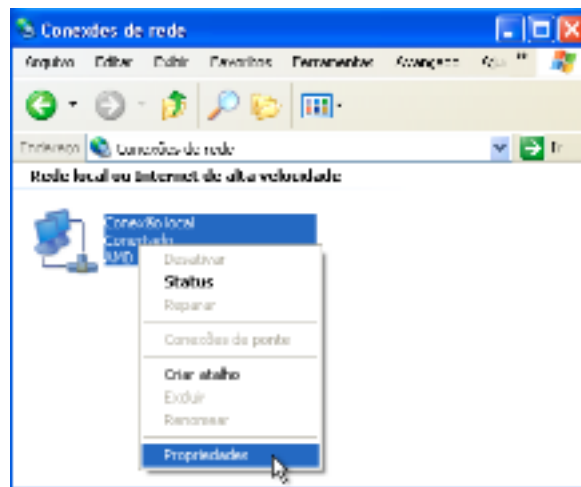 Conexões de rede
Arquivo Editar Exibir Favoritos Ferramentas Avançado
Endereço Conexões de rede Ir
Rede local ou Internet de alta velocidade
Conexão local
Conectado
AMD
Desativar
Status
Reparar
Conexões de ponte
Criar atalho
Excluir
Renomear
Propriedades